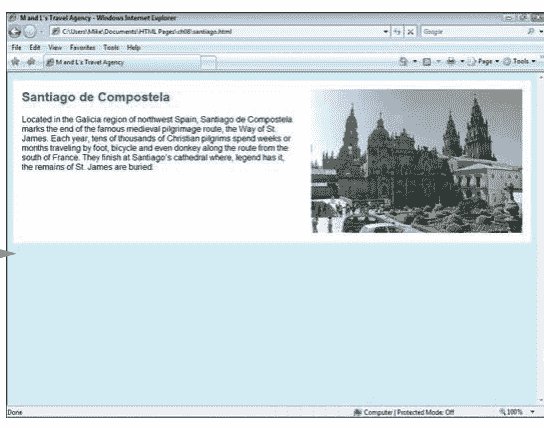 M and L's Travel Agency - Windows Internet Explorer
C:\Users\Mike\Documents\HTML Pages\ch08\santiago.html
Google
File Edit View Favorites Tools Help
M and L's Travel Agency
Page Tools
Santiago de Compostela
Located in the Galicia region of northwest Spain, Santiago de Compostela
marks the end of the famous medieval pilgrimage route, the Way of St.
James. Each year, tens of thousands of Christian pilgrims spend weeks or
months traveling by foot, bicycle and even donkey along the route from the
south of France. They finish at Santiago's cathedral where, legend has it,
the remains of St. James are buried.
Done
Computer | Protected Mode: Off
100%